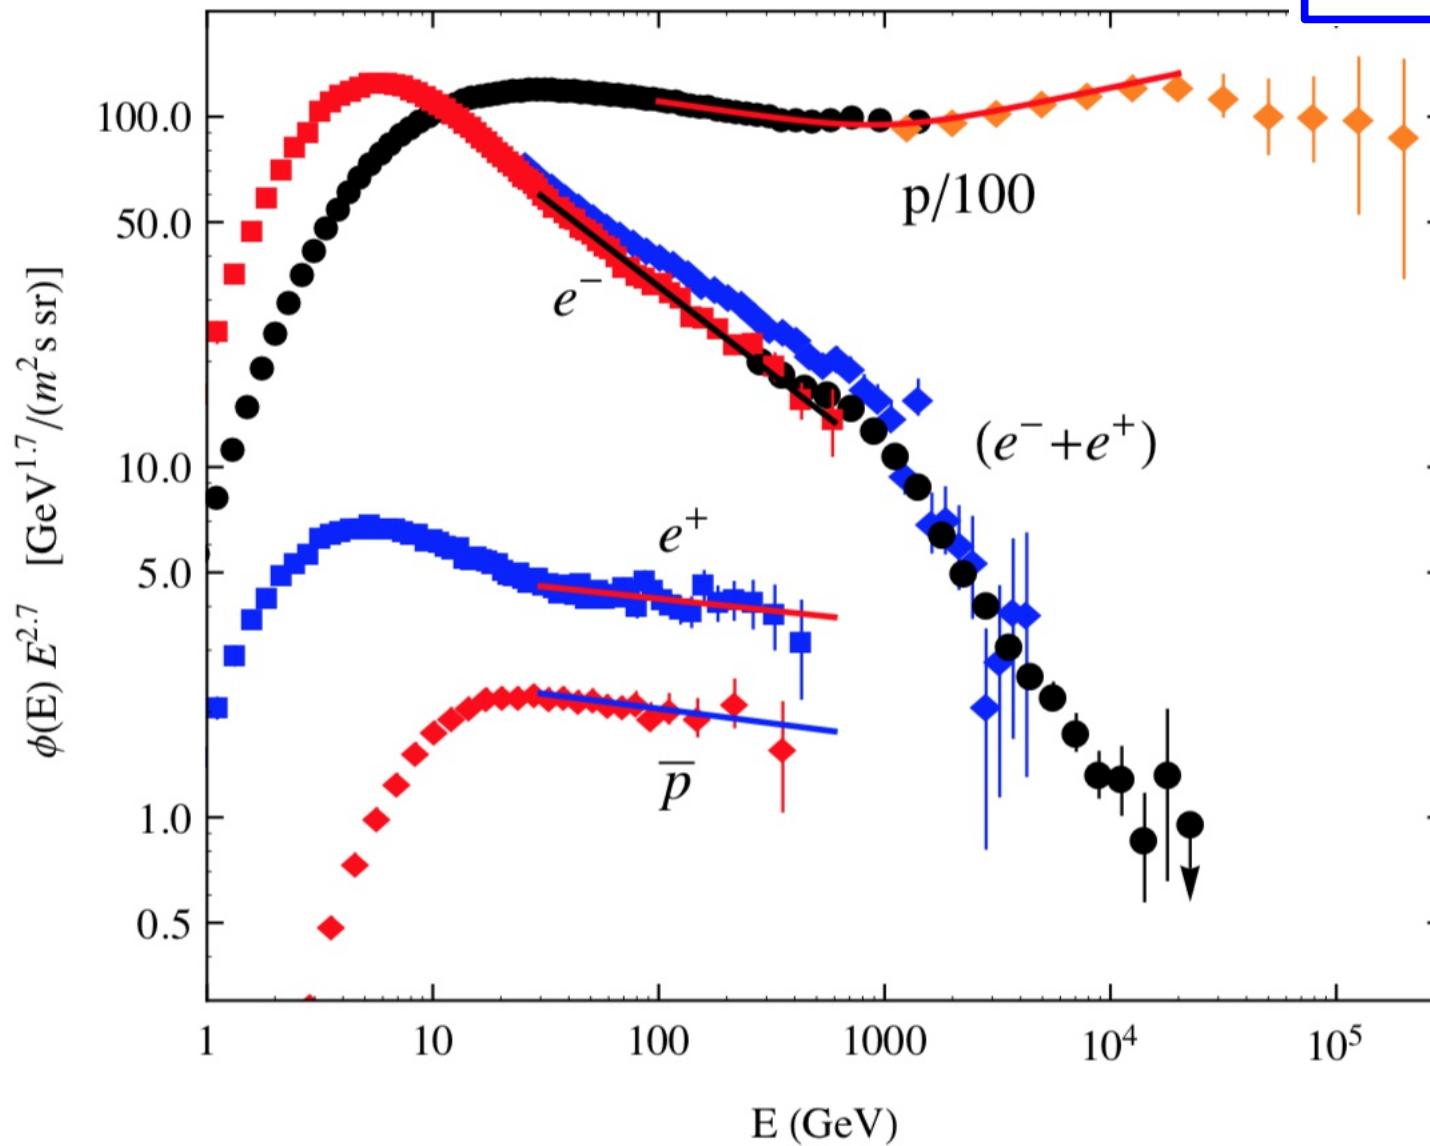 100.0
50.0
10.0
5.0
1.0
0.5
ϕ(E) E^2.7 [GeV^1.7/(m^2 s sr)]
p/100
e^−
(e^−+e^+)
e^+
p̅
1 10 100 1000 10^4 10^5
E (GeV)